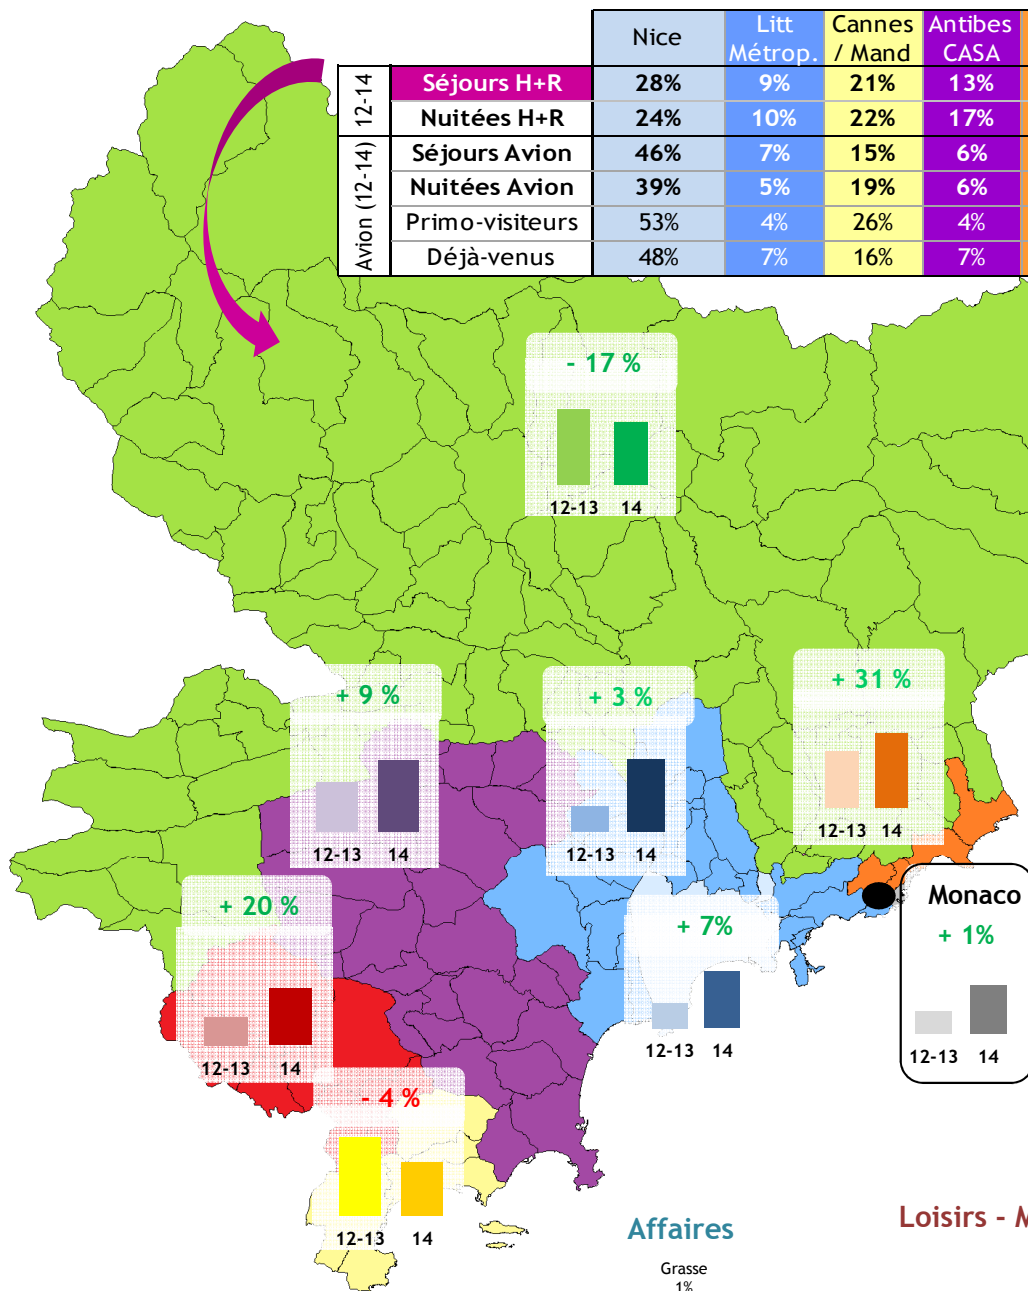 Nice Litt Métrop. Cannes / Mand Antibes CASA
12-14
Séjours H+R 28% 9% 21% 13%
Nuitées H+R 24% 10% 22% 17%
Avion (12-14)
Séjours Avion 46% 7% 15% 6%
Nuitées Avion 39% 5% 19% 6%
Primo-visiteurs 53% 4% 26% 4%
Déjà-venus 48% 7% 16% 7%
- 17 %
12-13 14
+ 9 %
12-13 14
+ 3 %
12-13 14
+ 31 %
12-13 14
+ 20 %
12-13 14
+ 7%
12-13 14
Monaco
+ 1%
12-13 14
- 4 %
12-13 14
Affaires
Loisirs - M
Grasse
1%